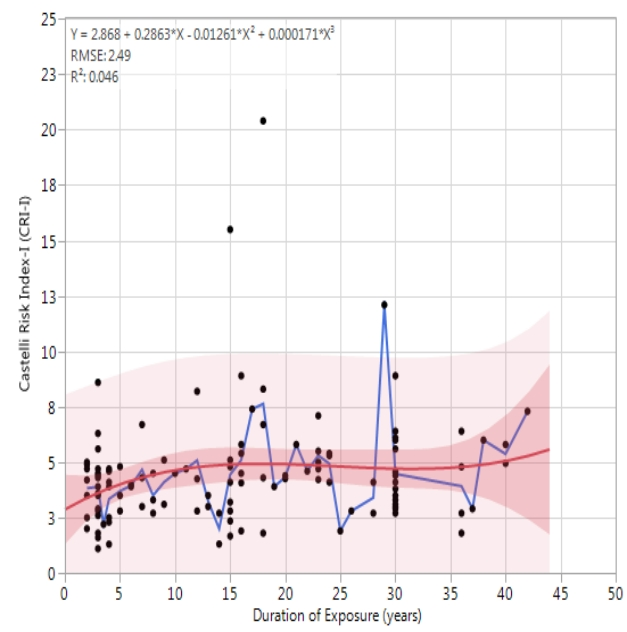 Y = 2.868 + 0.2863*X - 0.01261*X² + 0.000171*X³
RMSE: 2.49
R²: 0.046
25
23
20
18
15
13
10
8
5
3
0
Castelli Risk Index-I (CRI-I)
0 5 10 15 20 25 30 35 40 45 50
Duration of Exposure (years)